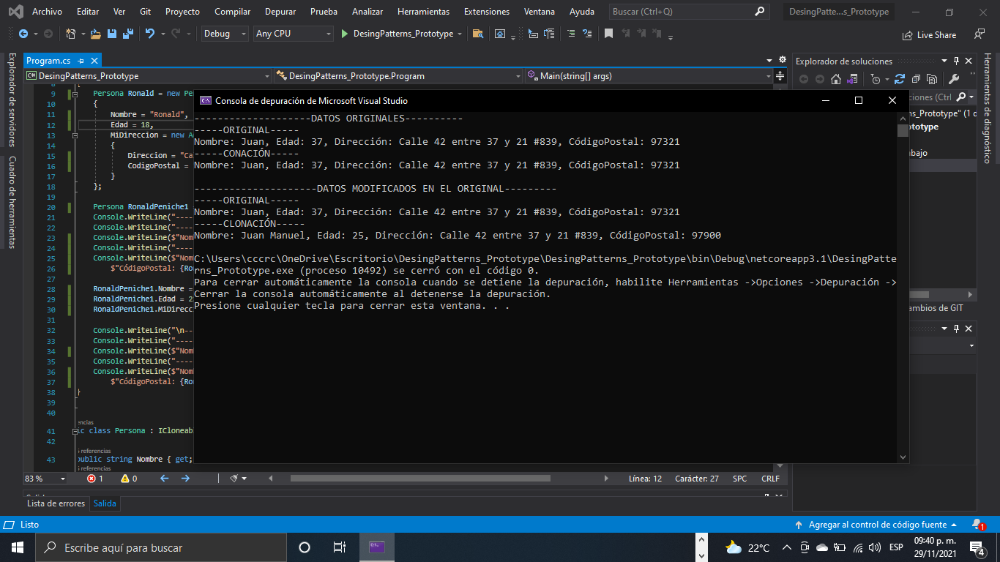 Archivo Editar Ver Git Proyecto Compilar Depurar Prueba Analizar Herramientas Extensiones Ventana Ayuda Buscar (Ctrl+Q) DesingPatte...s_Prototype
Debug Any CPU DesingPatterns_Prototype Live Share
Explorador de servidores
Cuadro de herramientas
Program.cs
DesingPatterns_Prototype DesingPatterns_Prototype.Program Main(string[] args)
9 Persona Ronald = new Per
10 {
11 Nombre = "Ronald",
12 Edad = 18,
13 MiDireccion = new A
14 {
15 Direccion = "Ca
16 CodigoPostal =
17 }
18 };
19
20 Persona RonaldPeniche1
21 Console.WriteLine("----
22 Console.WriteLine("----
23 Console.WriteLine($"Nom
24 Console.WriteLine("----
25 Console.WriteLine($"Nom
26 $"CódigoPostal: {Ro
27
28 RonaldPeniche1.Nombre =
29 RonaldPeniche1.Edad = 2
30 RonaldPeniche1.MiDirecc
31
32 Console.WriteLine("\n--
33 Console.WriteLine("----
34 Console.WriteLine($"Nom
35 Console.WriteLine("----
36 Console.WriteLine($"Nom
37 $"CódigoPostal: {Ro
38 }
39
40
encias
41 ic class Persona : ICloneab
42
referencias
43 public string Nombre { get;
referencias
Consola de depuración de Microsoft Visual Studio
--------------------DATOS ORIGINALES----------
-----ORIGINAL-----
Nombre: Juan, Edad: 37, Dirección: Calle 42 entre 37 y 21 #839, CódigoPostal: 97321
-----CONACIÓN-----
Nombre: Juan, Edad: 37, Dirección: Calle 42 entre 37 y 21 #839, CódigoPostal: 97321
---------------------DATOS MODIFICADOS EN EL ORIGINAL---------
-----ORIGINAL-----
Nombre: Juan, Edad: 37, Dirección: Calle 42 entre 37 y 21 #839, CódigoPostal: 97321
-----CLONACIÓN-----
Nombre: Juan Manuel, Edad: 25, Dirección: Calle 42 entre 37 y 21 #839, CódigoPostal: 97900
C:\Users\cccrc\OneDrive\Escritorio\DesingPatterns_Prototype\DesingPatterns_Prototype\bin\Debug\netcoreapp3.1\DesingPatte
rns_Prototype.exe (proceso 10492) se cerró con el código 0.
Para cerrar automáticamente la consola cuando se detiene la depuración, habilite Herramientas ->Opciones ->Depuración ->
Cerrar la consola automáticamente al detenerse la depuración.
Presione cualquier tecla para cerrar esta ventana. . .
Explorador de soluciones
ciones (Ctrl
ns_Prototype" (1 d
ototype
bajo
ambios de GIT
Herramientas de diagnóstico
83 % 1 0 Línea: 12 Carácter: 27 SPC CRLF
Lista de errores Salida
Listo Agregar al control de código fuente 1
Escribe aquí para buscar 22°C ESP 09:40 p. m.
29/11/2021 4